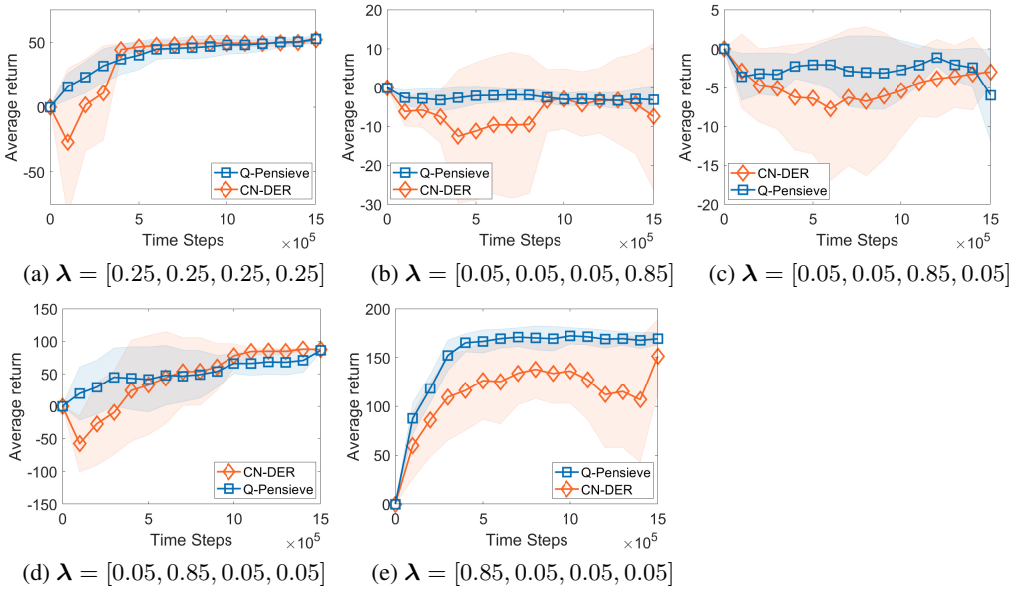 50
0
-50
Average return
Q-Pensieve
CN-DER
0
5
10
15
Time Steps
×10^5
(a) λ = [0.25, 0.25, 0.25, 0.25]
20
10
0
-10
-20
-30
Average return
Q-Pensieve
CN-DER
0
5
10
15
Time Steps
×10^5
(b) λ = [0.05, 0.05, 0.05, 0.85]
5
0
-5
-10
-15
-20
Average return
CN-DER
Q-Pensieve
0
5
10
15
Time Steps
×10^5
(c) λ = [0.05, 0.05, 0.85, 0.05]
150
100
50
0
-50
-100
-150
Average return
CN-DER
Q-Pensieve
0
5
10
15
Time Steps
×10^5
(d) λ = [0.05, 0.85, 0.05, 0.05]
200
150
100
50
0
Average return
Q-Pensieve
CN-DER
0
5
10
15
Time Steps
×10^5
(e) λ = [0.85, 0.05, 0.05, 0.05]